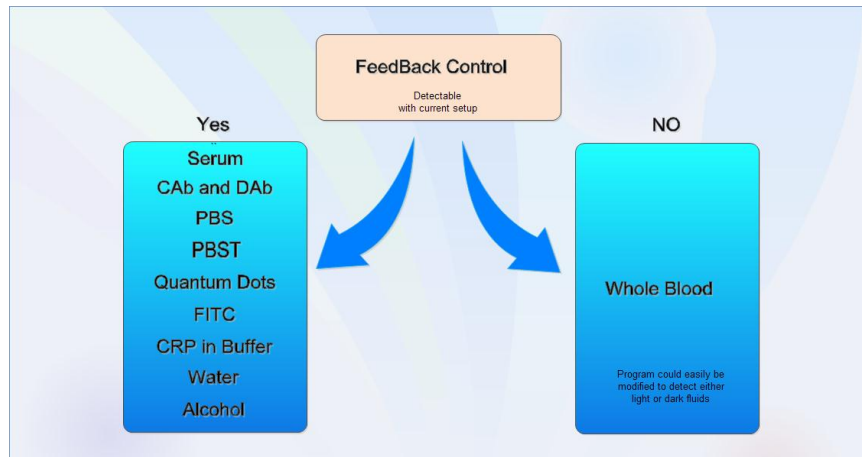 FeedBack Control
Detectable
with current setup
Yes
Serum
CAb and DAb
PBS
PBST
Quantum Dots
FITC
CRP in Buffer
Water
Alcohol
NO
Whole Blood
Program could easily be
modified to detect either
light or dark fluids